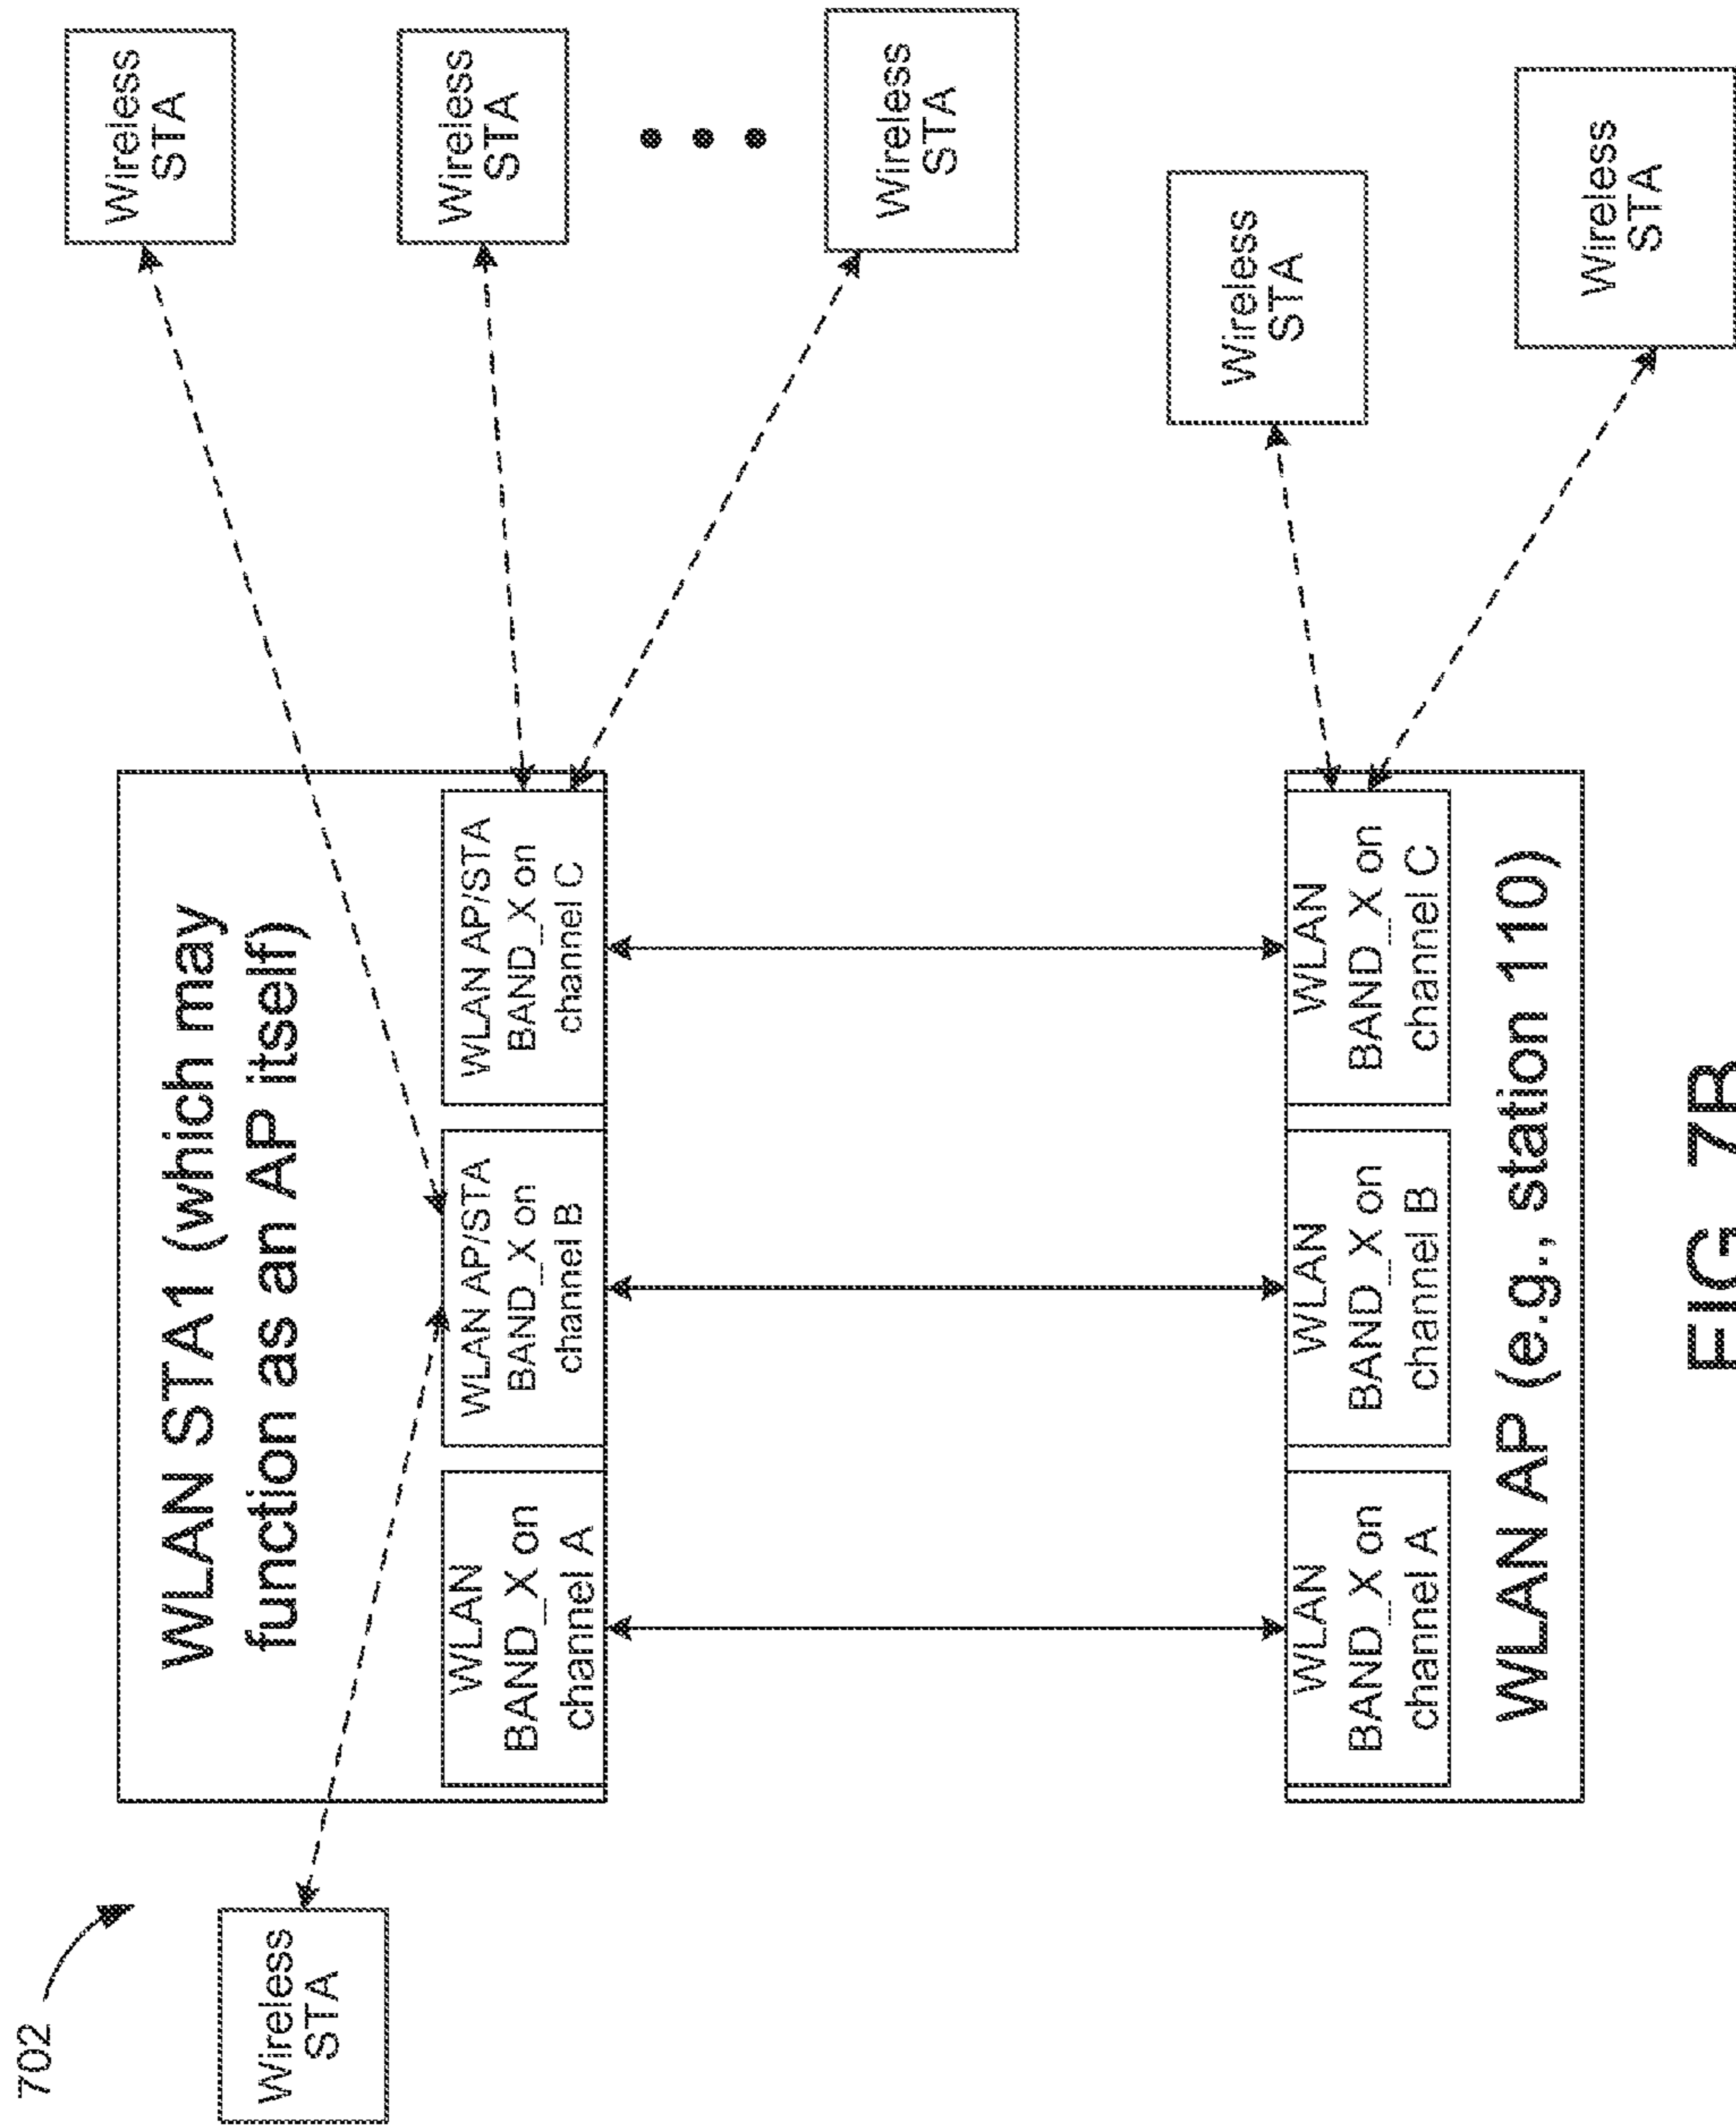 702
Wireless
STA
WLAN STA1 (which may
function as an AP itself)
WLAN
BAND_X on
channel A
WLAN AP/STA
BAND_X on
channel B
WLAN AP/STA
BAND_X on
channel C
Wireless
STA
Wireless
STA
Wireless
STA
WLAN
BAND_X on
channel A
WLAN
BAND_X on
channel B
WLAN
BAND_X on
channel C
WLAN AP (e.g., station 110)
Wireless
STA
Wireless
STA
FIG. 7B